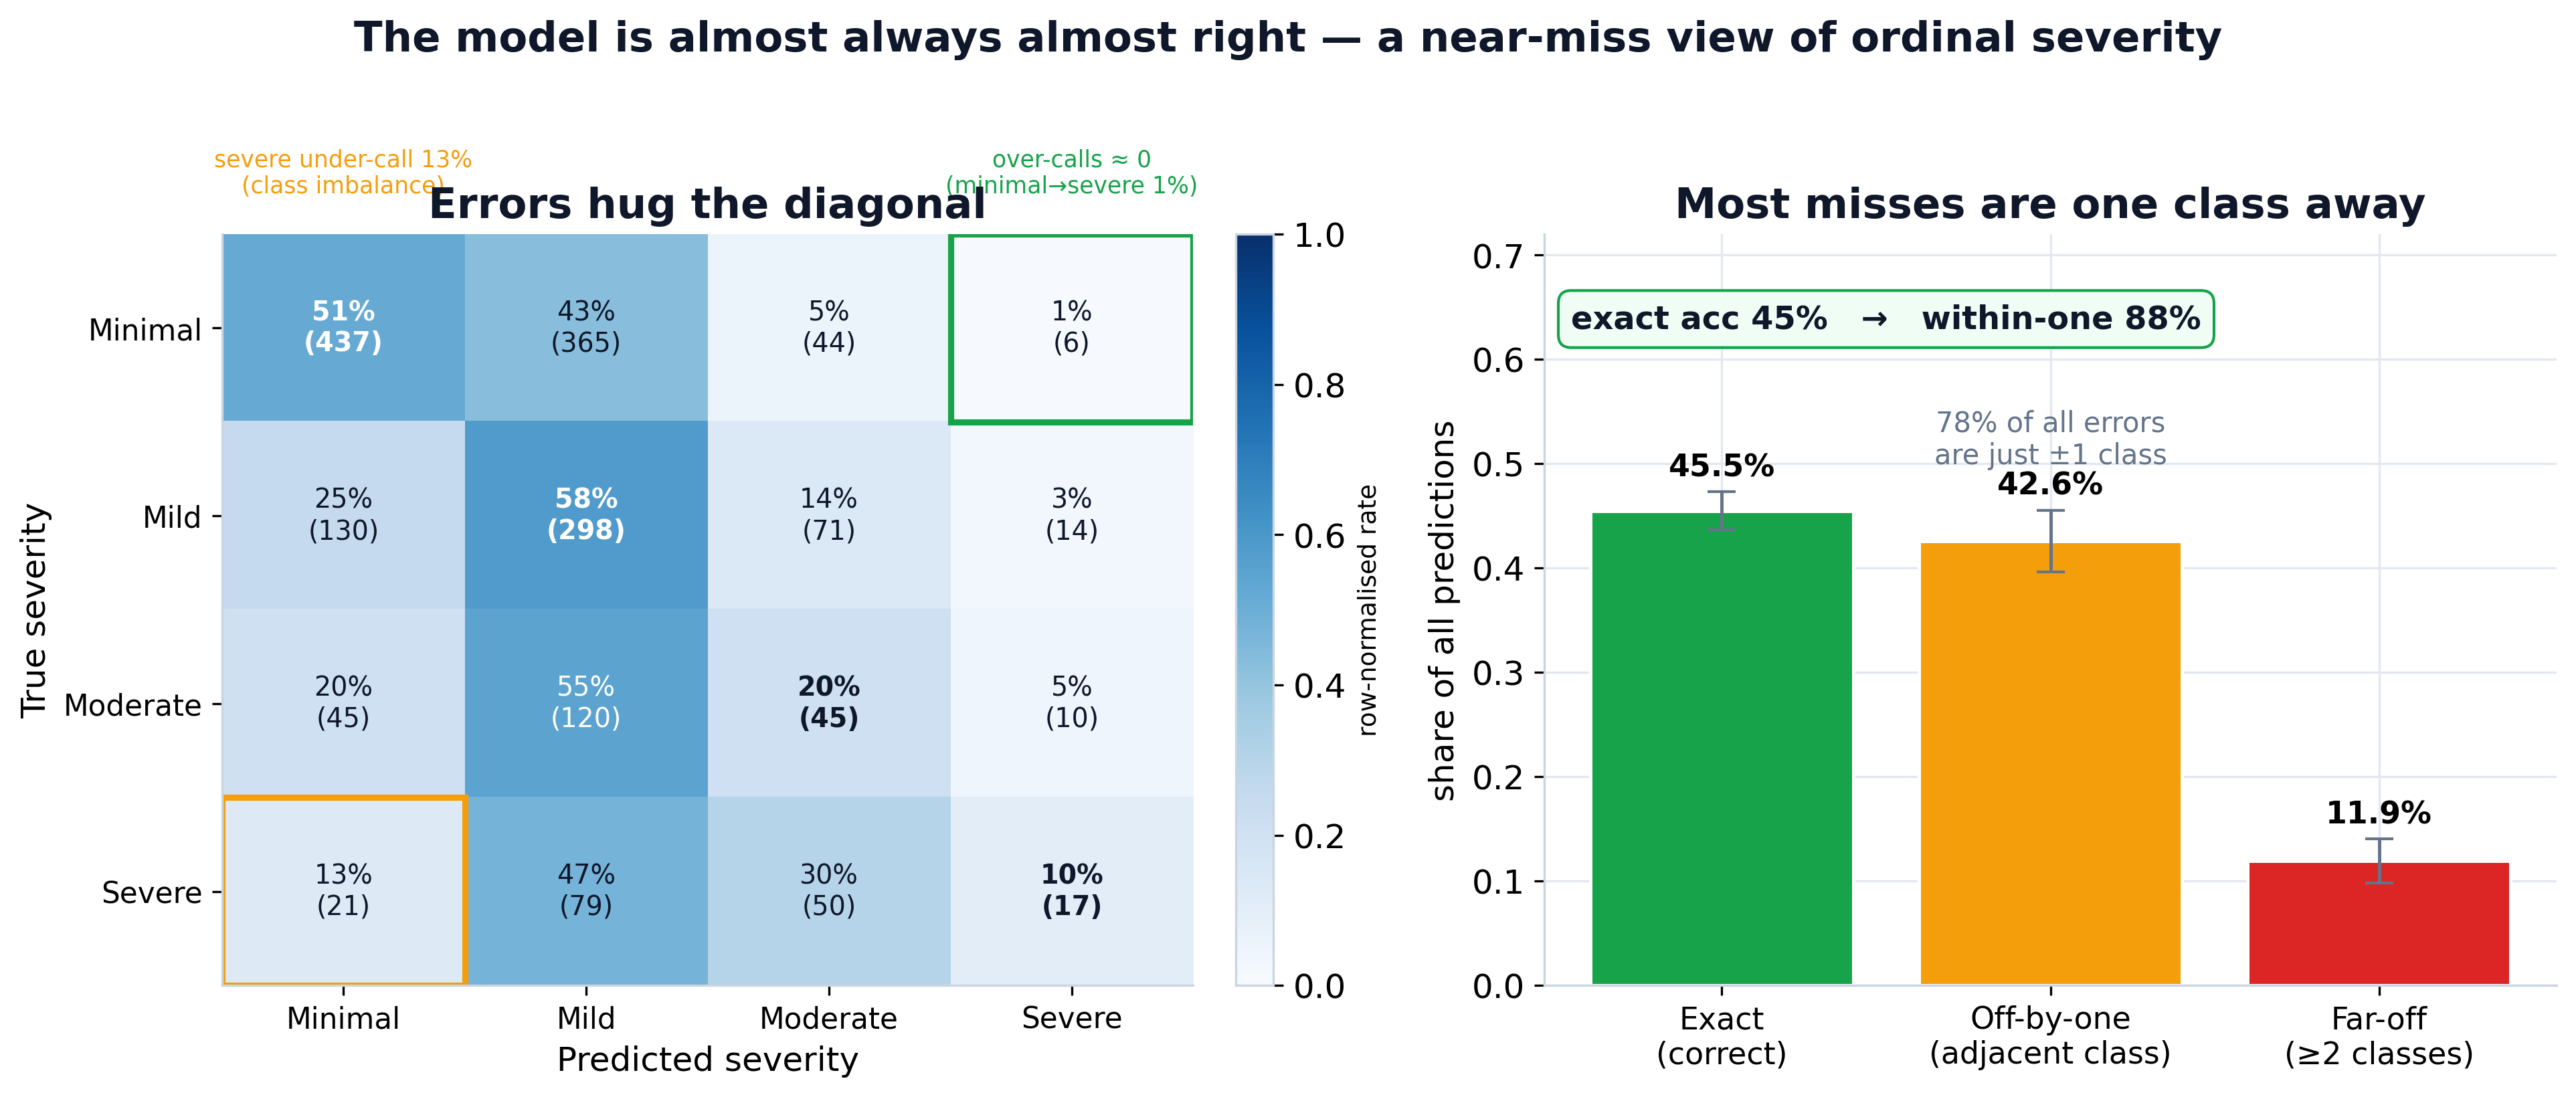 The model is almost always almost right — a near-miss view of ordinal severity
severe under-call 13%
(class imbalance)
over-calls ≈ 0
(minimal→severe 1%)
Errors hug the diagonal
True severity
Minimal
Mild
Moderate
Severe
51%
(437)
43%
(365)
5%
(44)
1%
(6)
25%
(130)
58%
(298)
14%
(71)
3%
(14)
20%
(45)
55%
(120)
20%
(45)
5%
(10)
13%
(21)
47%
(79)
30%
(50)
10%
(17)
Minimal
Mild
Moderate
Severe
Predicted severity
1.0
0.8
0.6
0.4
0.2
0.0
row-normalised rate
Most misses are one class away
share of all predictions
0.7
0.6
0.5
0.4
0.3
0.2
0.1
0.0
exact acc 45% → within-one 88%
78% of all errors
are just ±1 class
45.5%
42.6%
11.9%
Exact
(correct)
Off-by-one
(adjacent class)
Far-off
(≥2 classes)